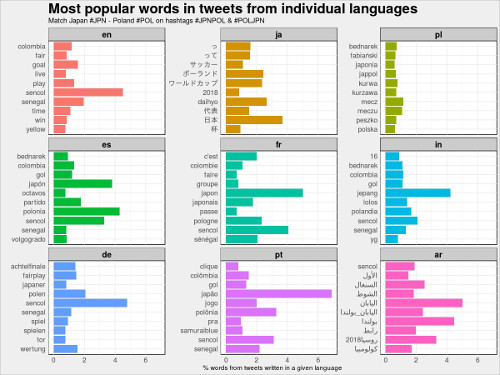 Most popular words in tweets from individual languages
Match Japan #JPN - Poland #POL on hashtags #JPNPOL & #POLJPN
en
colombia
fair
goal
live
play
sencol
senegal
time
win
yellow
ja
っ
って
サッカー
ポーランド
ワールドカップ
2018
daihyo
代表
日本
杯
pl
bednarek
fabiański
japonia
jappol
kurwa
kurzawa
mecz
meczu
peszko
polska
es
bednarek
colombia
gol
japón
octavos
partido
polonia
sencol
senegal
volgogrado
fr
c'est
colombie
faire
groupe
japon
japonais
passe
pologne
sencol
sénégal
in
16
bednarek
colombia
gol
jepang
lolos
polandia
sencol
senegal
yg
de
achtelfinale
fairplay
japaner
polen
sencol
senegal
spiel
spielen
tor
wertung
0 2 4 6
pt
clique
colômbia
gol
japão
jogo
polônia
pra
samuraiblue
sencol
senegal
0 2 4 6
ar
sencol
الأول
السنغال
الشوط
اليابان
اليابان_بولندا
بولندا
رابط
روسيا2018
كولومبيا
0 2 4 6
% words from tweets written in a given language